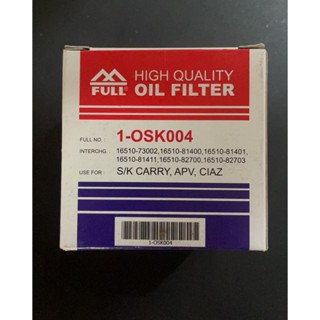 FULL
HIGH QUALITY
OIL FILTER
FULL NO. : 1-OSK004
INTERCHG. : 16510-73002,16510-81400,16510-81401,
16510-81411,16510-82700,16510-82703
USE FOR : S/K CARRY, APV, CIAZ
1-OSK004